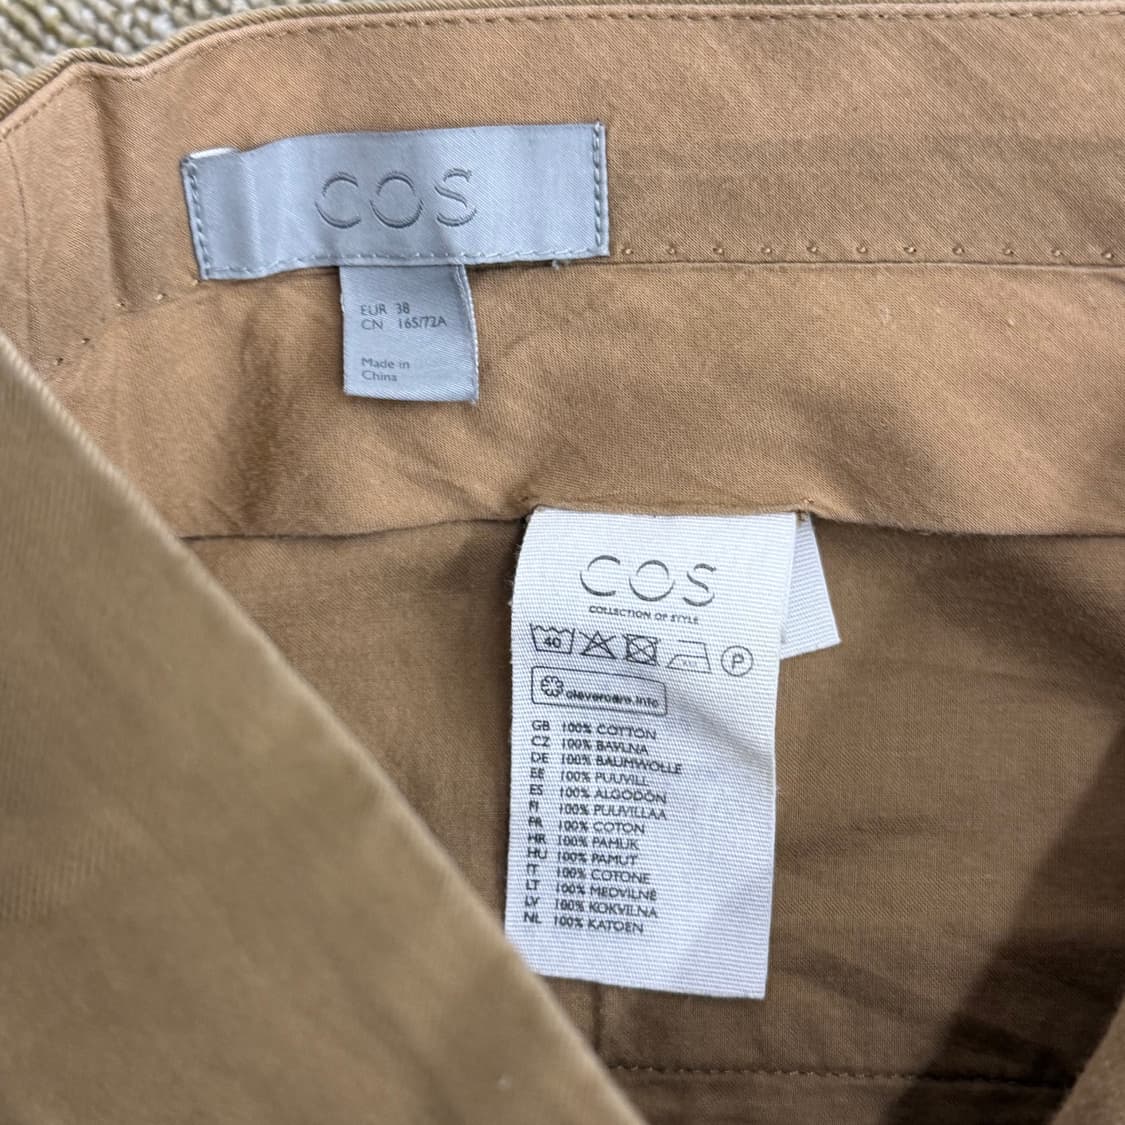 COS
EUR 38
CN 165/72A
Made in
China
COS
COLLECTION OF STYLE
40
P
clevercare.info
GB 100% COTTON
CZ 100% BAVLNA
DE 100% BAUMWOLLE
EE 100% PUUVILL
ES 100% ALGODÓN
FI 100% PUUVILLAA
FR 100% COTON
HR 100% PAMUK
HU 100% PAMUT
IT 100% COTONE
LT 100% MEDVILNĖ
LV 100% KOKVILNA
NL 100% KATOEN